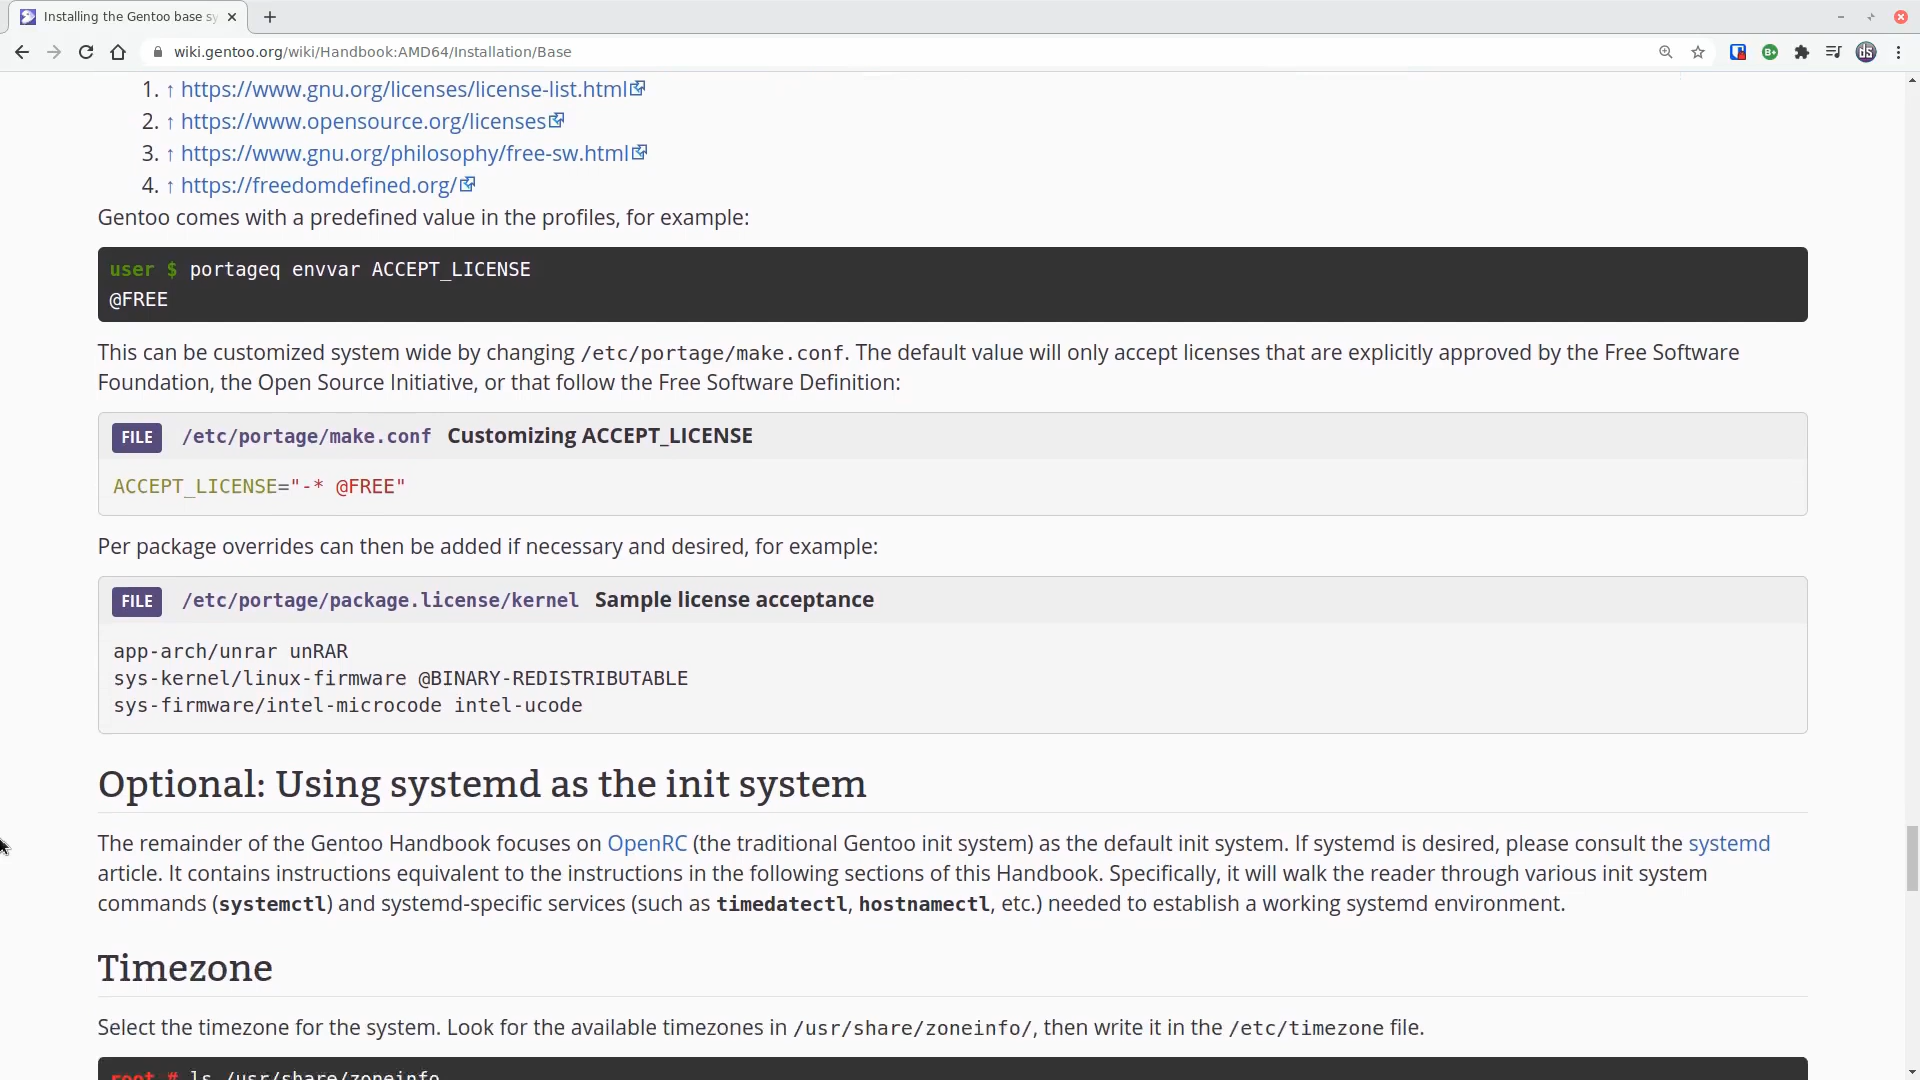 Installing the Gentoo base sy
wiki.gentoo.org/wiki/Handbook:AMD64/Installation/Base
1. ↑ https://www.gnu.org/licenses/license-list.html
2. ↑ https://www.opensource.org/licenses
3. ↑ https://www.gnu.org/philosophy/free-sw.html
4. ↑ https://freedomdefined.org/
Gentoo comes with a predefined value in the profiles, for example:
user $ portageq envvar ACCEPT_LICENSE
@FREE
This can be customized system wide by changing /etc/portage/make.conf. The default value will only accept licenses that are explicitly approved by the Free Software
Foundation, the Open Source Initiative, or that follow the Free Software Definition:
FILE /etc/portage/make.conf Customizing ACCEPT_LICENSE
ACCEPT_LICENSE="-* @FREE"
Per package overrides can then be added if necessary and desired, for example:
FILE /etc/portage/package.license/kernel Sample license acceptance
app-arch/unrar unRAR
sys-kernel/linux-firmware @BINARY-REDISTRIBUTABLE
sys-firmware/intel-microcode intel-ucode
Optional: Using systemd as the init system
The remainder of the Gentoo Handbook focuses on OpenRC (the traditional Gentoo init system) as the default init system. If systemd is desired, please consult the systemd
article. It contains instructions equivalent to the instructions in the following sections of this Handbook. Specifically, it will walk the reader through various init system
commands (systemctl) and systemd-specific services (such as timedatectl, hostnamectl, etc.) needed to establish a working systemd environment.
Timezone
Select the timezone for the system. Look for the available timezones in /usr/share/zoneinfo/, then write it in the /etc/timezone file.
root # ls /usr/share/zoneinfo